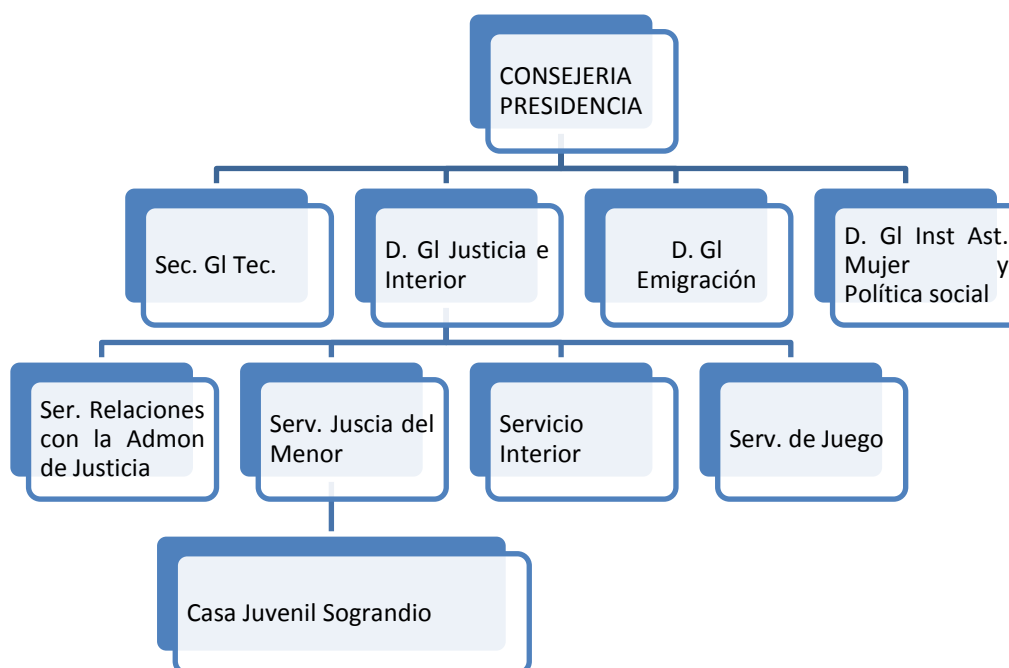 CONSEJERIA
PRESIDENCIA
Sec. Gl Tec.
D. Gl Justicia e
Interior
D. Gl
Emigración
D. Gl Inst Ast.
Mujer y
Política social
Ser. Relaciones
con la Admon
de Justicia
Serv. Juscia del
Menor
Servicio
Interior
Serv. de Juego
Casa Juvenil Sograndio